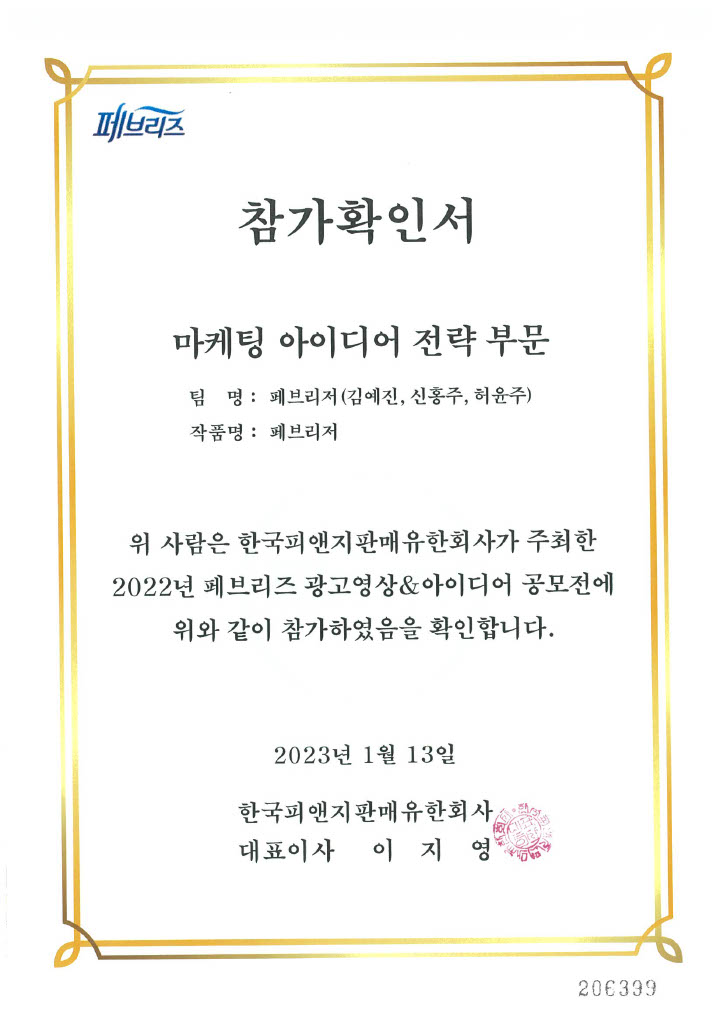 페브리즈
참가확인서
마케팅 아이디어 전략 부문
팀 명 : 페브리저(김예진, 신홍주, 허윤주)
작품명 : 페브리저
위 사람은 한국피앤지판매유한회사가 주최한
2022년 페브리즈 광고영상&아이디어 공모전에
위와 같이 참가하였음을 확인합니다.
2023년 1월 13일
한국피앤지판매유한회사
대표이사 이 지 영
206399